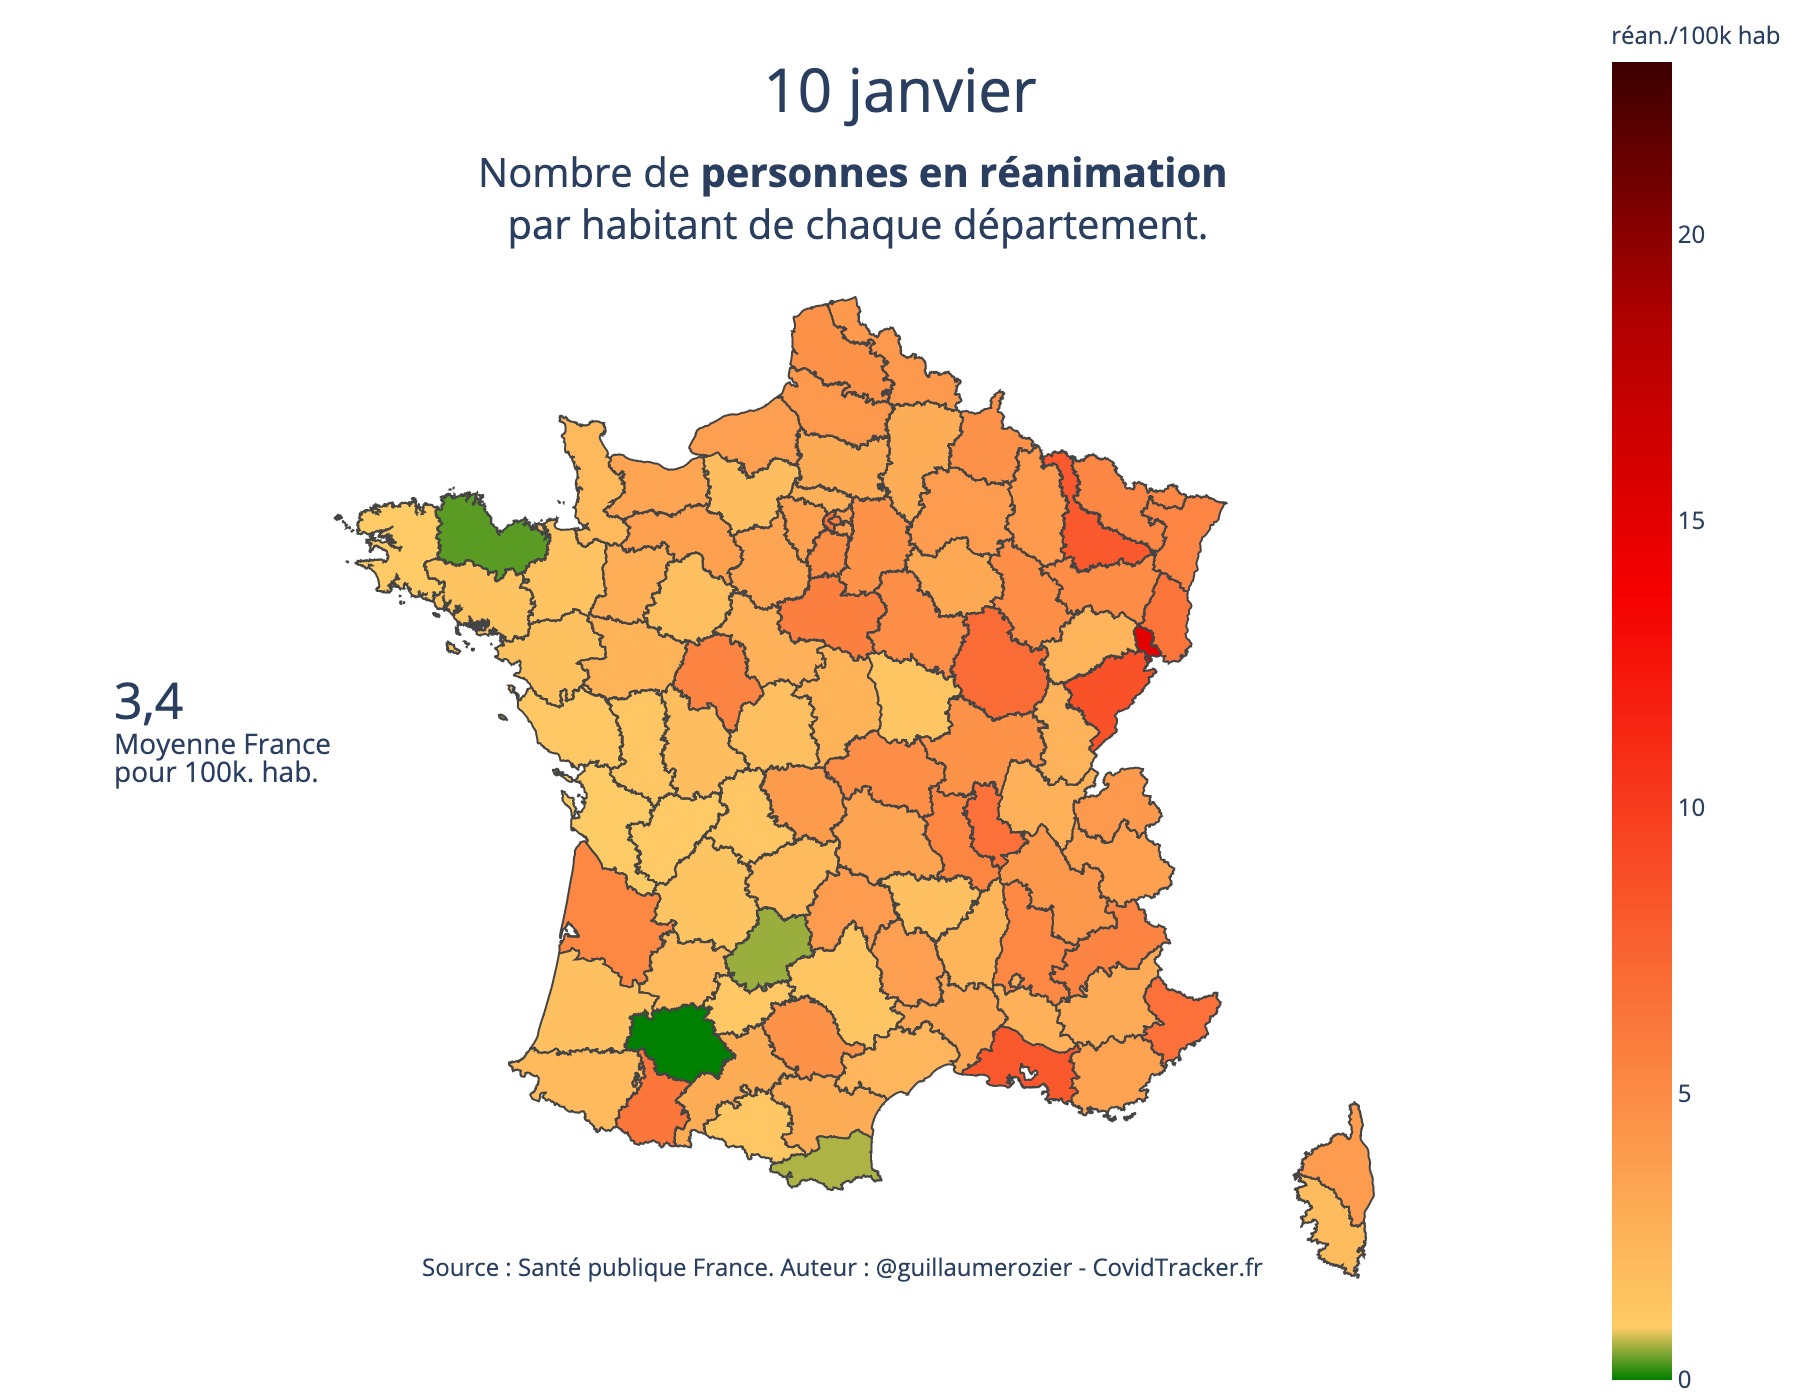 réan./100k hab
10 janvier
Nombre de personnes en réanimation
par habitant de chaque département.
20
15
3,4
Moyenne France
pour 100k. hab.
10
5
Source : Santé publique France. Auteur : @guillaumerozier - CovidTracker.fr
0